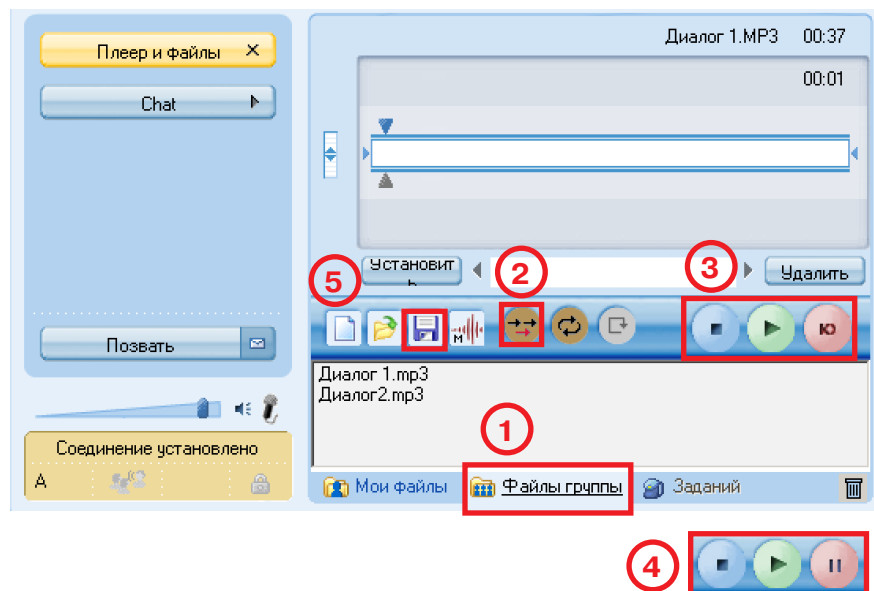 Плеер и файлы X
Chat
Позвать
Соединение установлено
A
Диалог 1.MP3 00:37
00:01
Установит
ь
Удалить
5
2
3
M
Ю
Диалог 1.mp3
Диалог2.mp3
1
Мои файлы Файлы группы Заданий
4